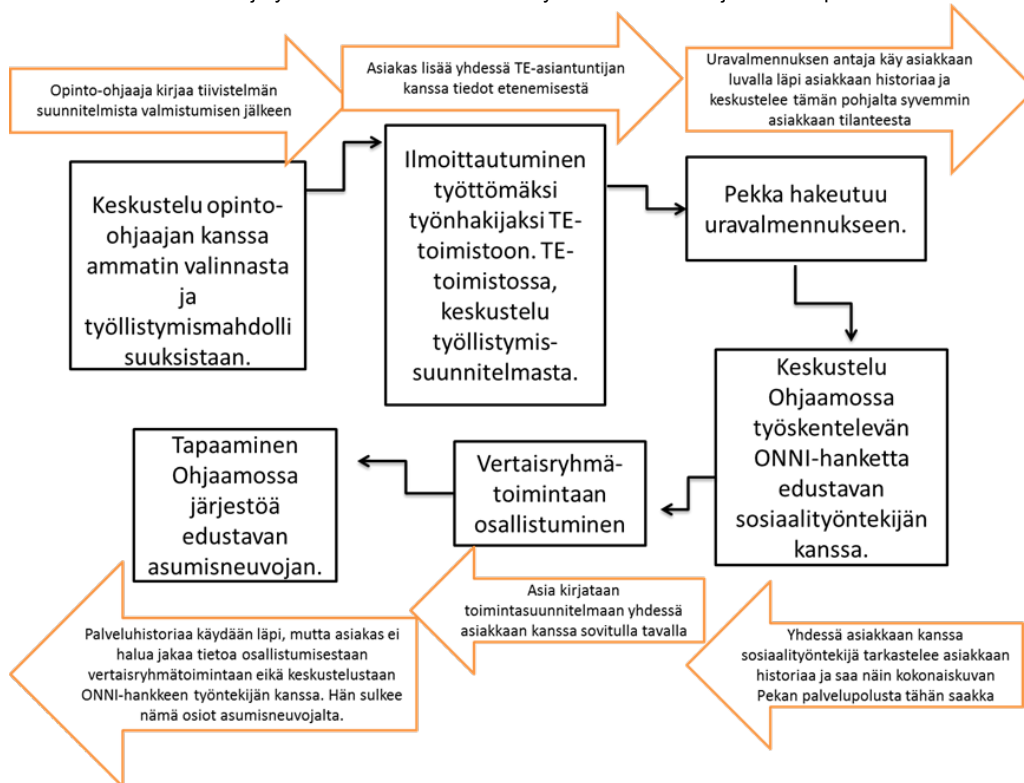 Opinto-ohjaaja kirjaa tiivistelmän
suunnitelmista valmistumisen jälkeen
Asiakas lisää yhdessä TE-asiantuntijan
kanssa tiedot etenemisestä
Uravalmennuksen antaja käy asiakkaan
luvalla läpi asiakkaan historiaa ja
keskustelee tämän pohjalta syvemmin
asiakkaan tilanteesta
Keskustelu opinto-
ohjaajan kanssa
ammatin valinnasta
ja
työllistymismahdolli
suuksistaan.
Ilmoittautuminen
työttömäksi
työnhakijaksi TE-
toimistoon. TE-
toimistossa,
keskustelu
työllistymis-
suunnitelmasta.
Pekka hakeutuu
uravalmennukseen.
Keskustelu
Ohjaamossa
työskentelevän
ONNI-hanketta
edustavan
sosiaalityöntekijän
kanssa.
Vertaisryhmä-
toimintaan
osallistuminen
Tapaaminen
Ohjaamossa
järjestöä
edustavan
asumisneuvojan.
Yhdessä asiakkaan kanssa
sosiaalityöntekijä tarkastelee asiakkaan
historiaa ja saa näin kokonaiskuvan
Pekan palvelupolusta tähän saakka
Asia kirjataan
toimintasuunnitelmaan yhdessä
asiakkaan kanssa sovitulla tavalla
Palveluhistoriaa käydään läpi, mutta asiakas ei
halua jakaa tietoa osallistumisestaan
vertaisryhmätoimintaan eikä keskustelustaan
ONNI-hankkeen työntekijän kanssa. Hän sulkee
nämä osiot asumisneuvojalta.